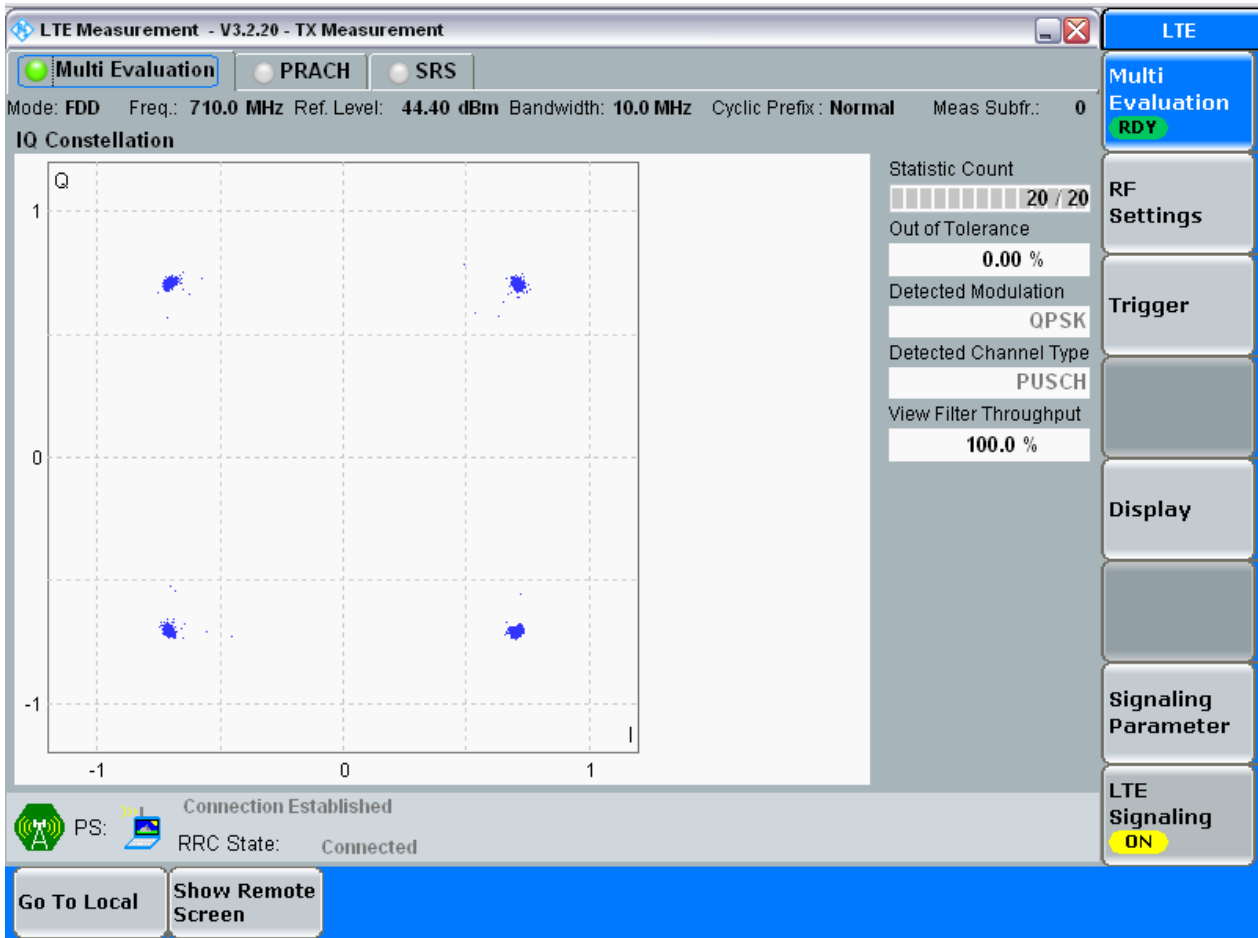 LTE Measurement - V3.2.20 - TX Measurement
LTE
Multi Evaluation
PRACH
SRS
Mode: FDD Freq.: 710.0 MHz Ref. Level: 44.40 dBm Bandwidth: 10.0 MHz Cyclic Prefix : Normal Meas Subfr.: 0
IQ Constellation
Q
1
0
-1
I
-1 0 1
Statistic Count
20 / 20
Out of Tolerance
0.00 %
Detected Modulation
QPSK
Detected Channel Type
PUSCH
View Filter Throughput
100.0 %
Multi
Evaluation
RDY
RF
Settings
Trigger
Display
Signaling
Parameter
LTE
Signaling
ON
PS:
Connection Established
RRC State: Connected
Go To Local
Show Remote
Screen